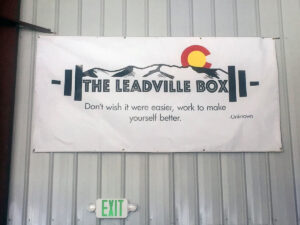 THE LEADVILLE BOX
Don't wish it were easier, work to make
yourself better.
-Unknown
EXIT